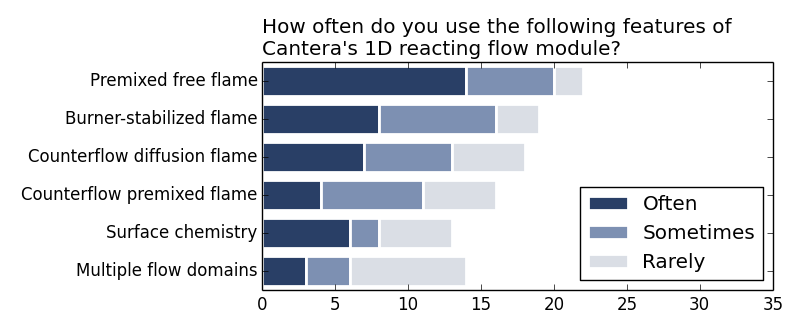 How often do you use the following features of
Cantera's 1D reacting flow module?
Premixed free flame
Burner-stabilized flame
Counterflow diffusion flame
Counterflow premixed flame
Surface chemistry
Multiple flow domains
Often
Sometimes
Rarely
0 5 10 15 20 25 30 35